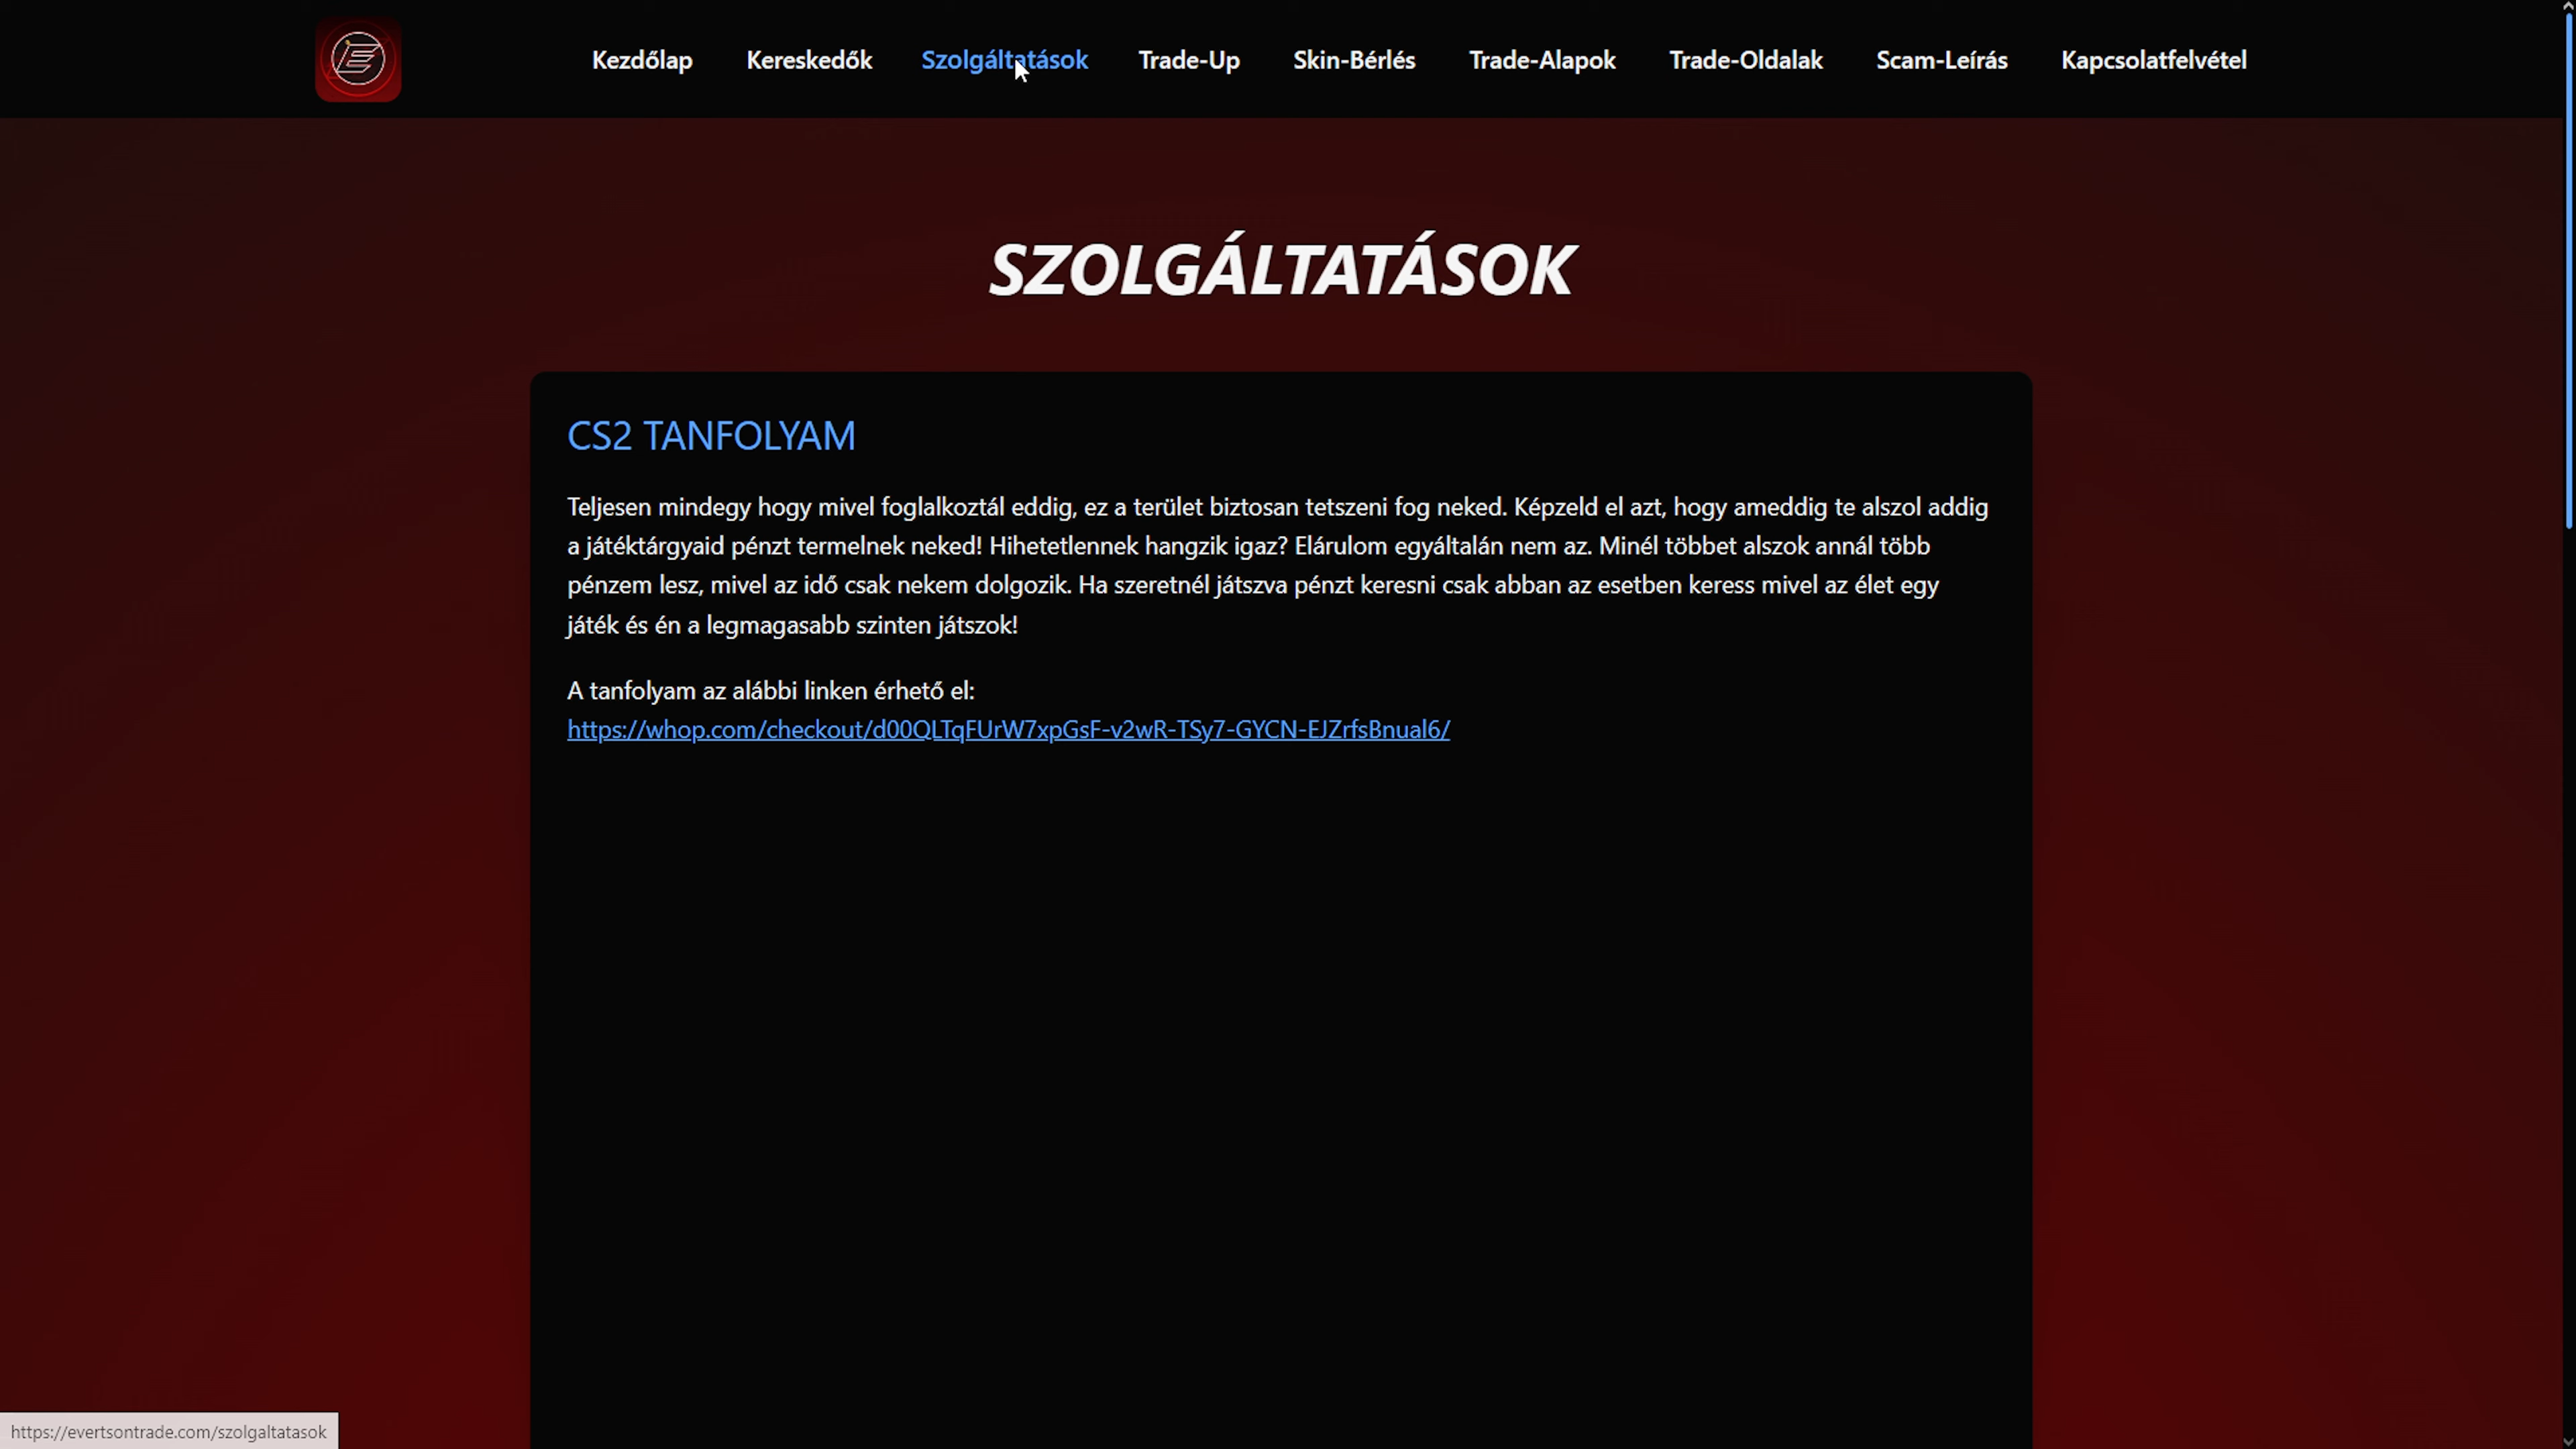 Kezdőlap Kereskedők Szolgáltatások Trade-Up Skin-Bérlés Trade-Alapok Trade-Oldalak Scam-Leírás Kapcsolatfelvétel
SZOLGÁLTATÁSOK
CS2 TANFOLYAM
Teljesen mindegy hogy mivel foglalkoztál eddig, ez a terület biztosan tetszeni fog neked. Képzeld el azt, hogy ameddig te alszol addig
a játéktárgyaid pénzt termelnek neked! Hihetetlennek hangzik igaz? Elárulom egyáltalán nem az. Minél többet alszok annál több
pénzem lesz, mivel az idő csak nekem dolgozik. Ha szeretnél játszva pénzt keresni csak abban az esetben keress mivel az élet egy
játék és én a legmagasabb szinten játszok!
A tanfolyam az alábbi linken érhető el:
https://whop.com/checkout/d00QLTqFUrW7xpGsF-v2wR-TSy7-GYCN-EJZrfsBnual6/
https://evertsontrade.com/szolgaltatasok